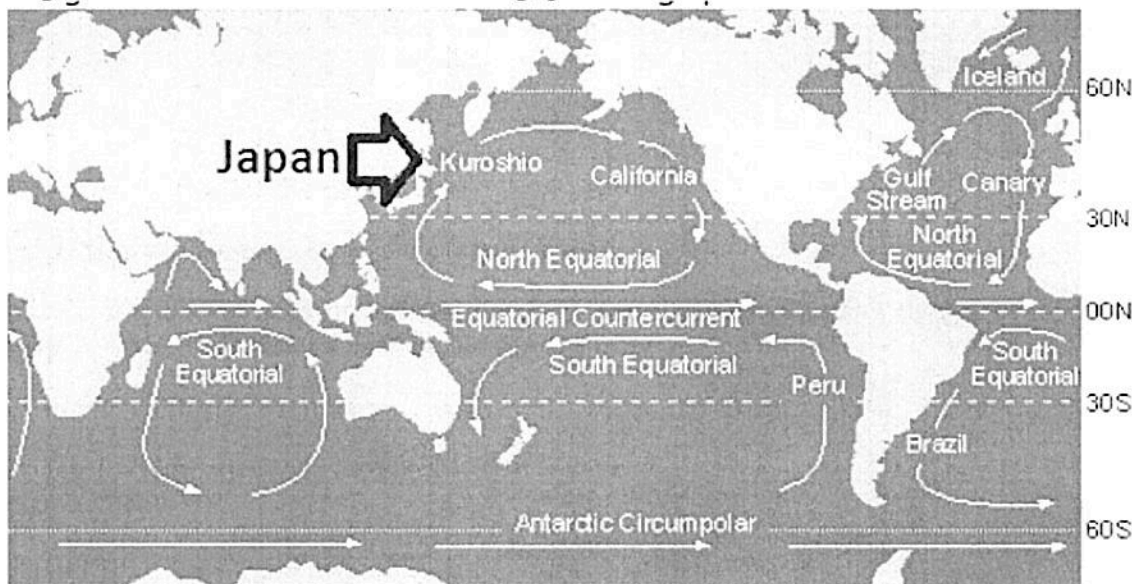 Iceland
60N
Japan
Kuroshio
California
Gulf
Stream
Canary
30N
North Equatorial
North
Equatorial
00N
Equatorial Countercurrent
South
Equatorial
South Equatorial
Peru
South
Equatorial
30S
Brazil
Antarctic Circumpolar
60S